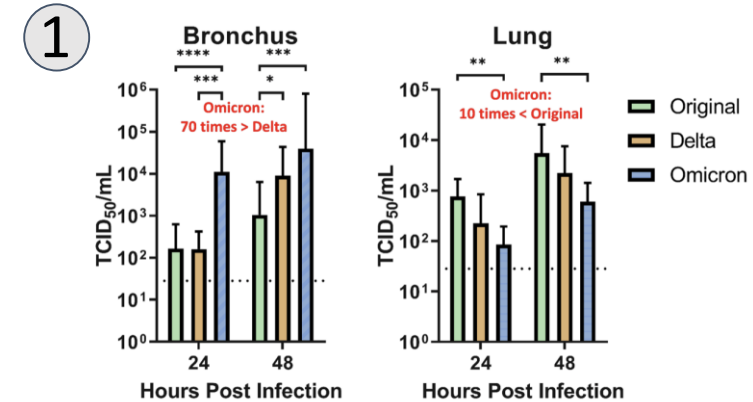 1
Bronchus
****
***
***
*
Omicron:
70 times > Delta
TCID50/mL
10⁶
10⁵
10⁴
10³
10²
10¹
10⁰
24
48
Hours Post Infection
Lung
**
**
Omicron:
10 times < Original
TCID50/mL
10⁵
10⁴
10³
10²
10¹
10⁰
24
48
Hours Post Infection
Original
Delta
Omicron